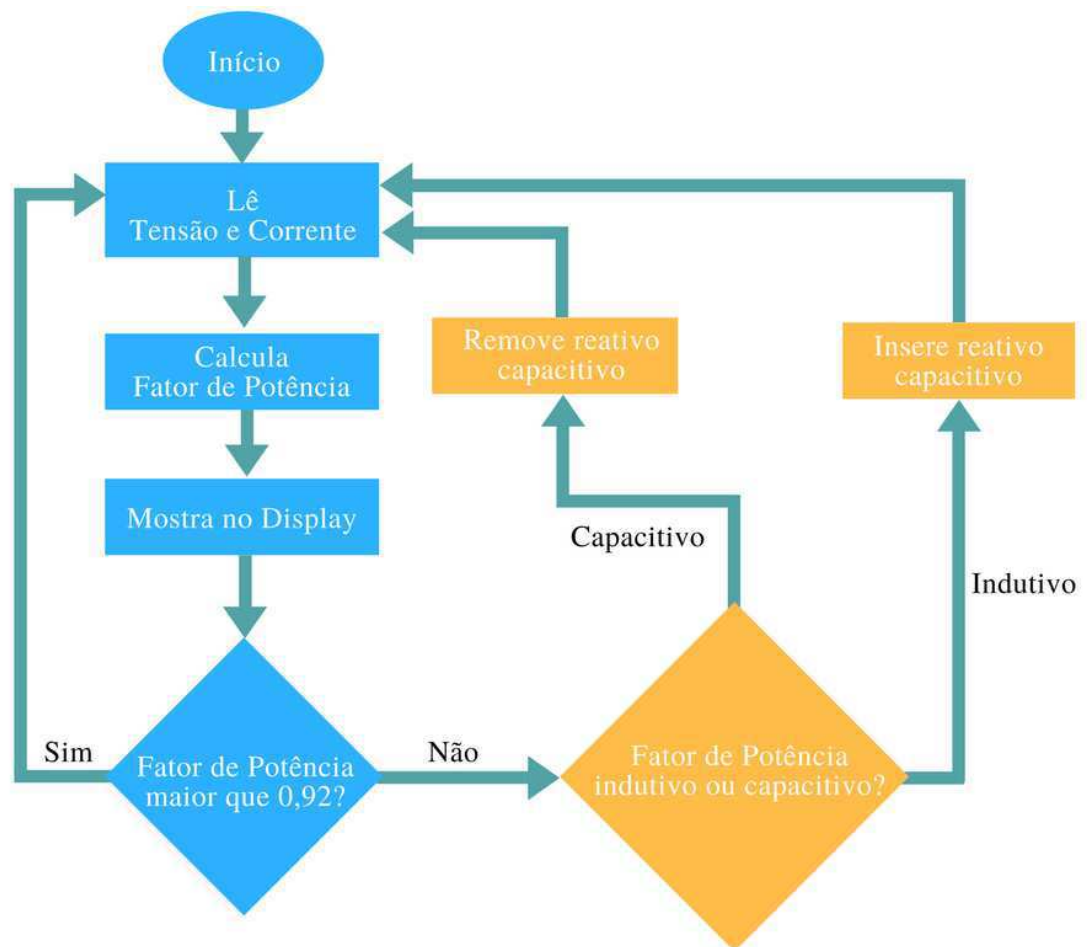 Início
Lê
Tensão e Corrente
Calcula
Fator de Potência
Mostra no Display
Fator de Potência
maior que 0,92?
Sim
Não
Fator de Potência
indutivo ou capacitivo?
Capacitivo
Remove reativo
capacitivo
Indutivo
Insere reativo
capacitivo